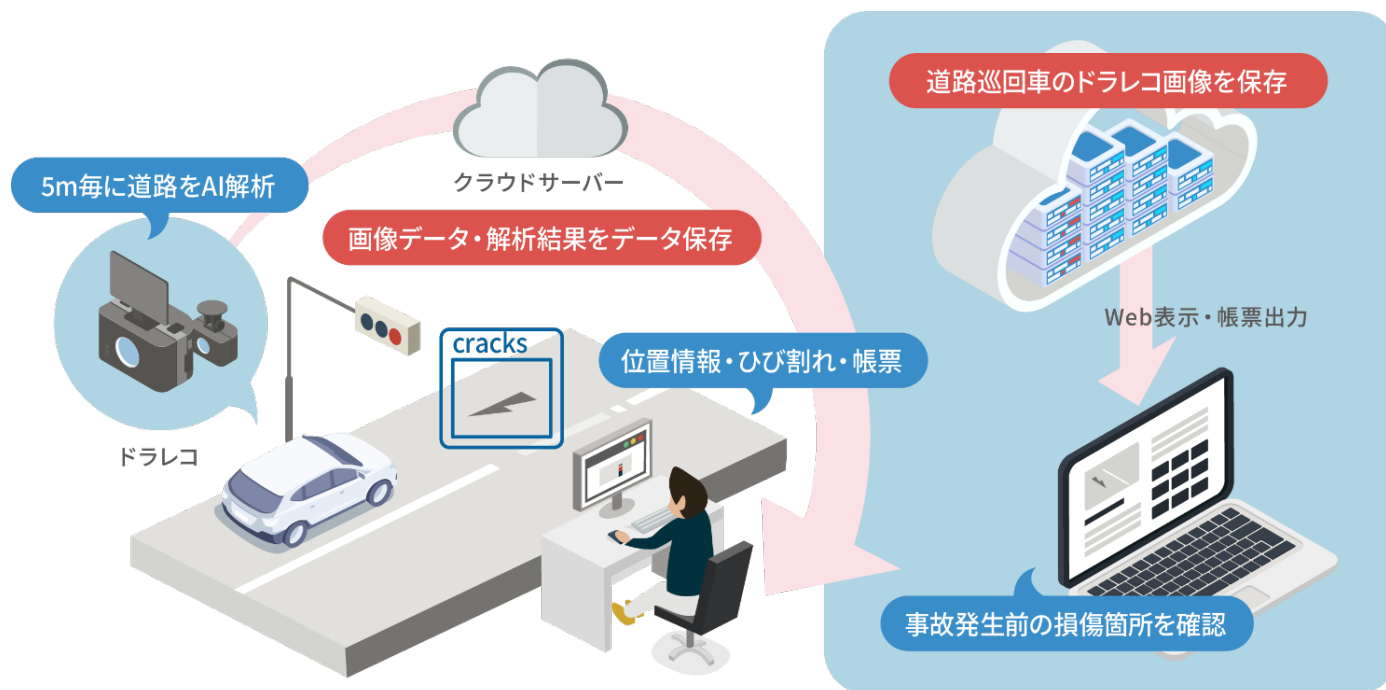 5m毎に道路をAI解析
ドラレコ
クラウドサーバー
画像データ・解析結果をデータ保存
cracks
位置情報・ひび割れ・帳票
道路巡回車のドラレコ画像を保存
Web表示・帳票出力
事故発生前の損傷箇所を確認